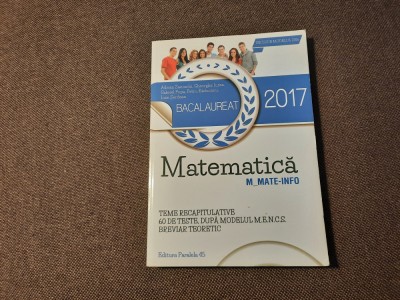 BACALAUREAT
2017
Matematică
M_MATE-INFO
TEME RECAPITULATIVE
60 DE TESTE, DUPĂ MODELUL M.E.N.C.S.
BREVIAR TEORETIC
Editura Paralela 45